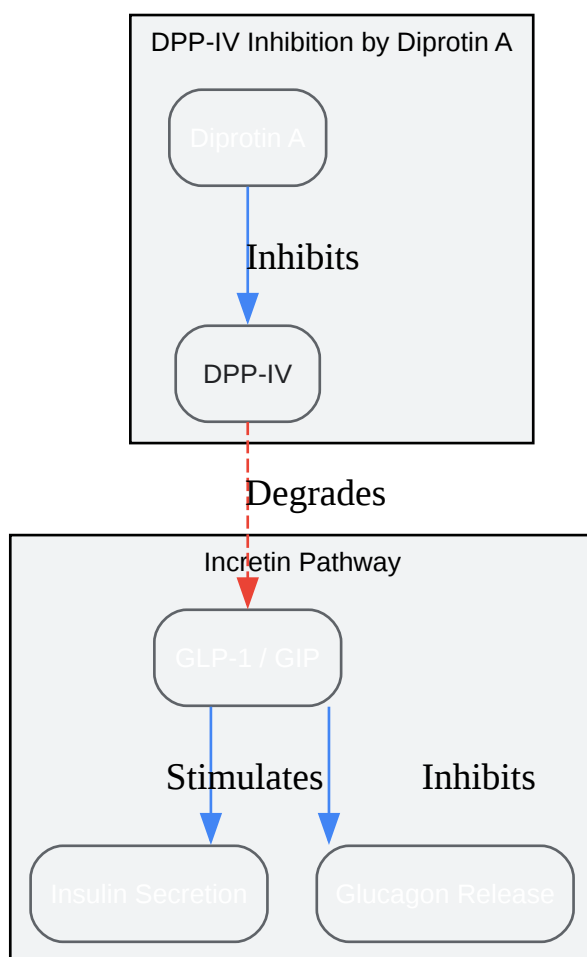 DPP-IV Inhibition by Diprotin A
Diprotin A
Inhibits
DPP-IV
Degrades
Incretin Pathway
GLP-1 / GIP
Stimulates
Inhibits
Insulin Secretion
Glucagon Release